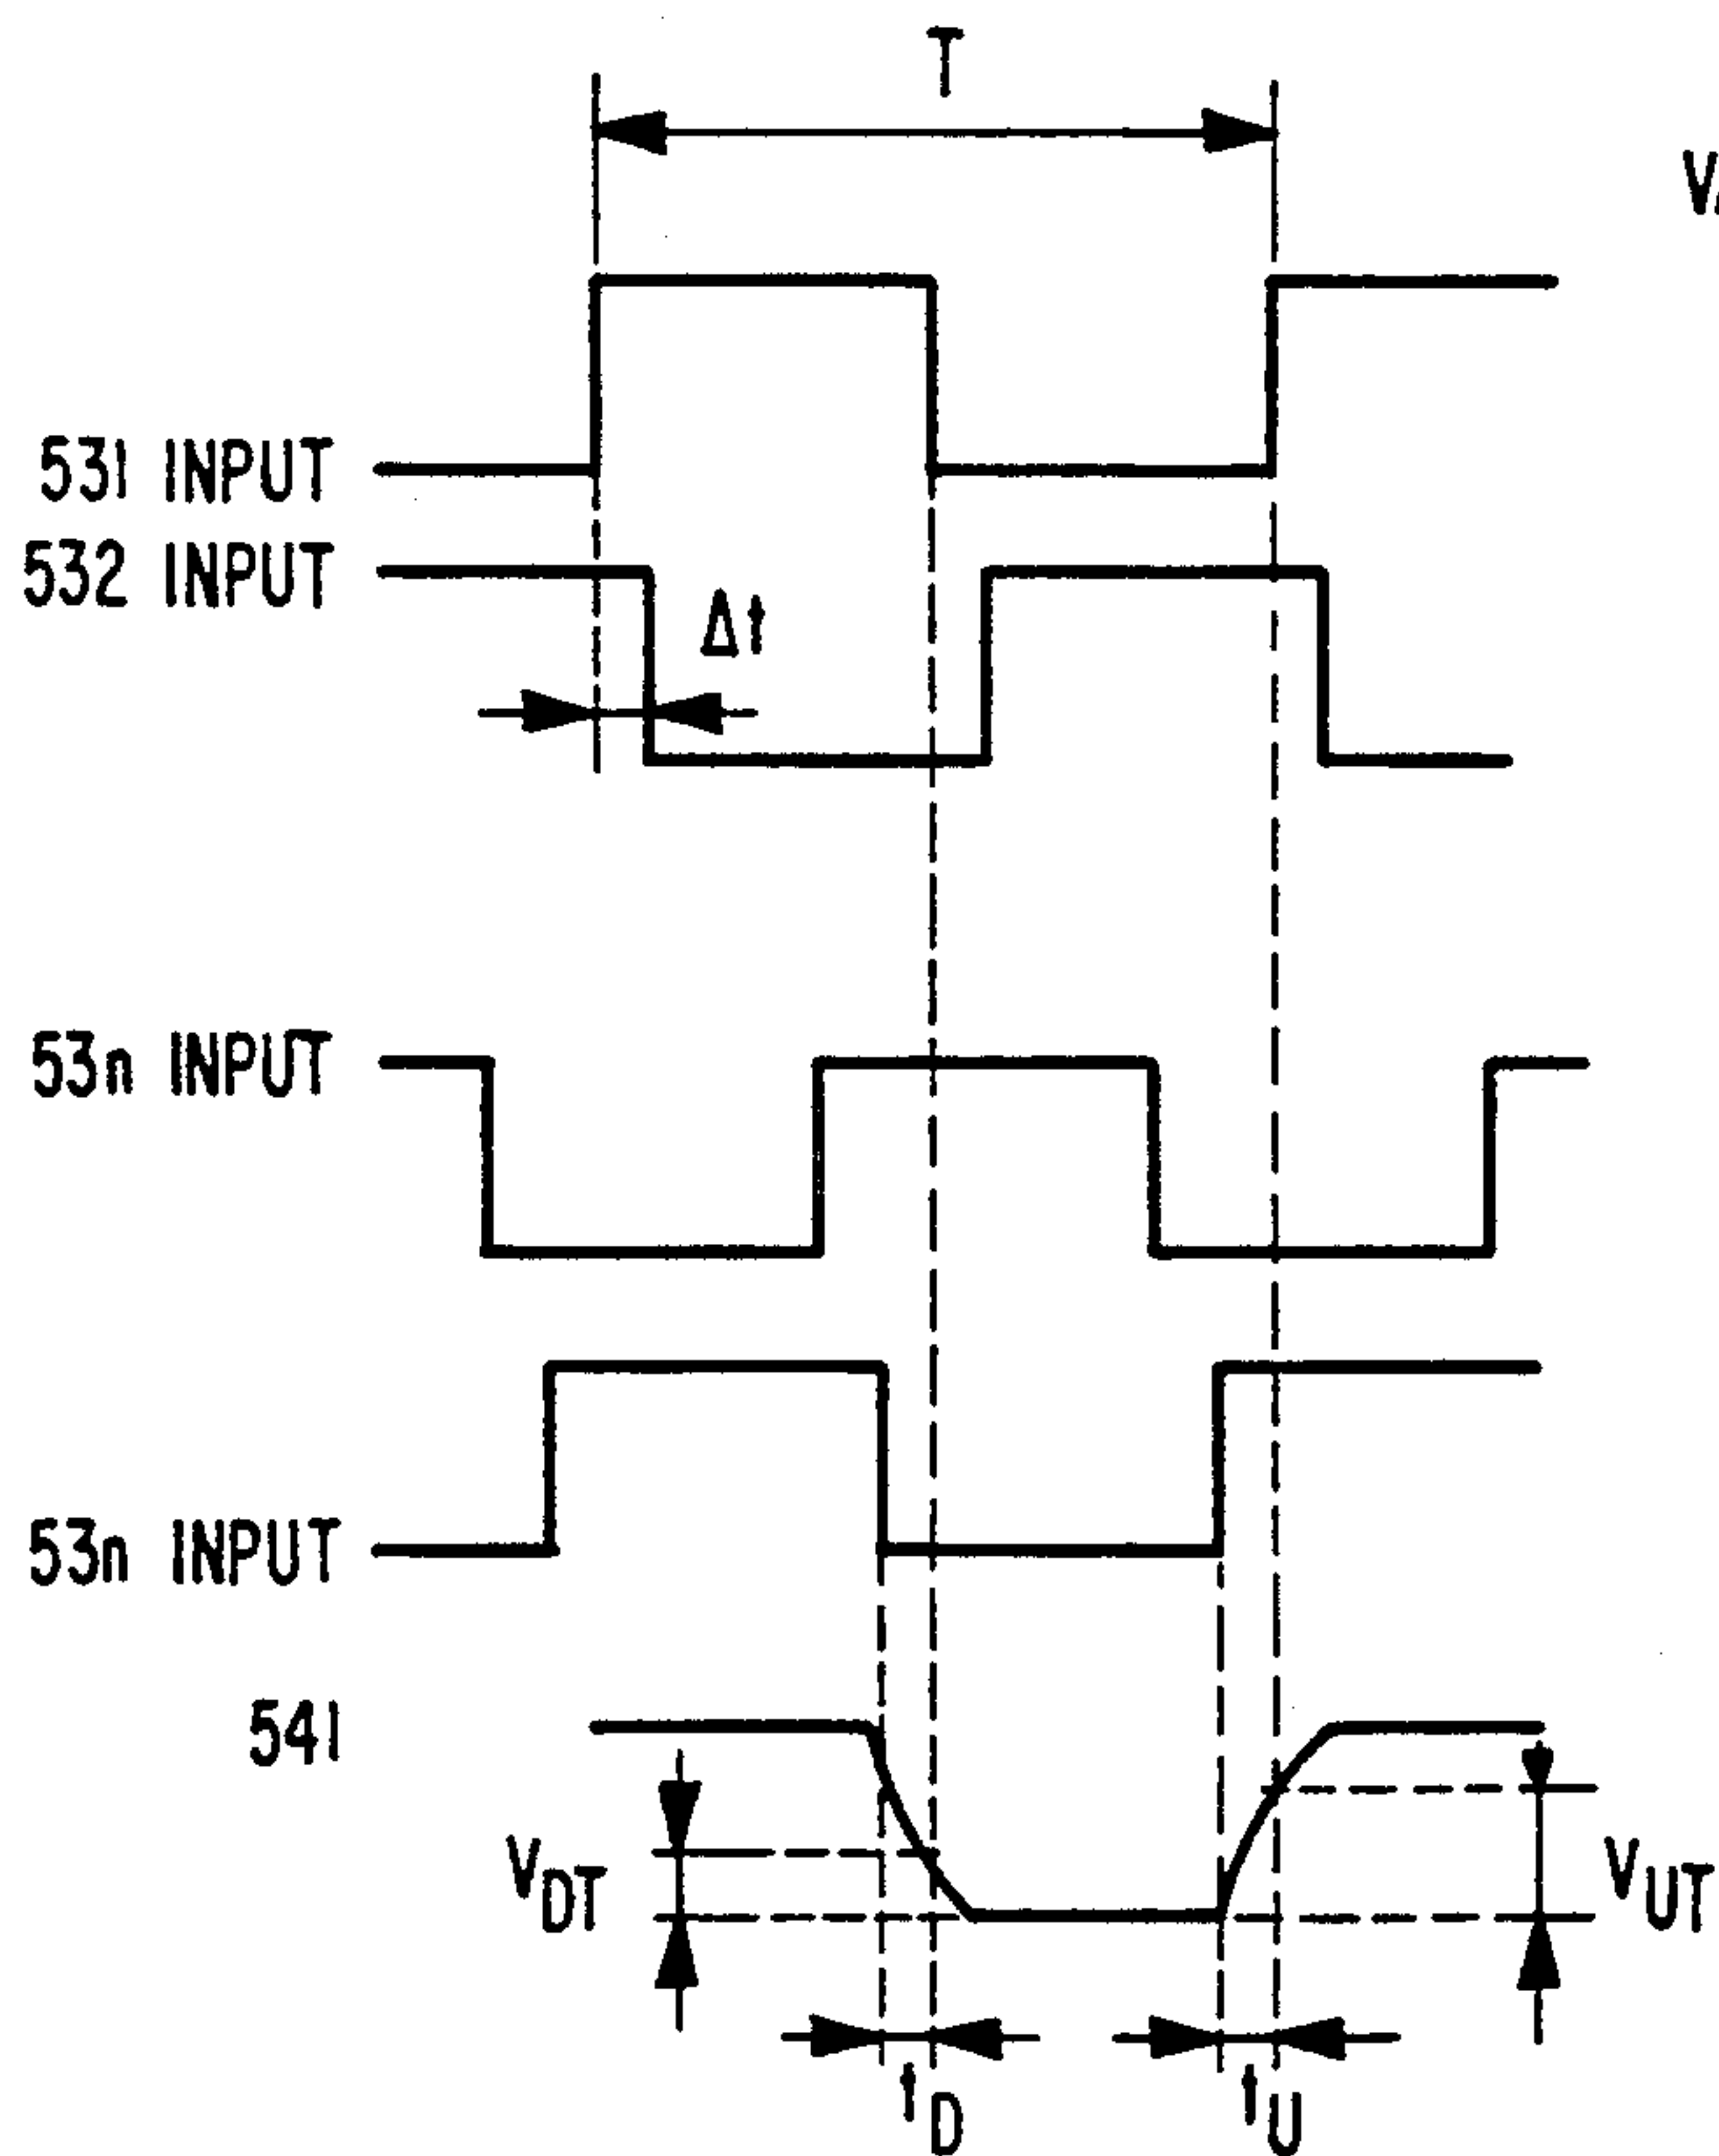 T
531 INPUT
532 INPUT
Δt
53n INPUT
53n INPUT
541
VDT
VUT
tD
tU